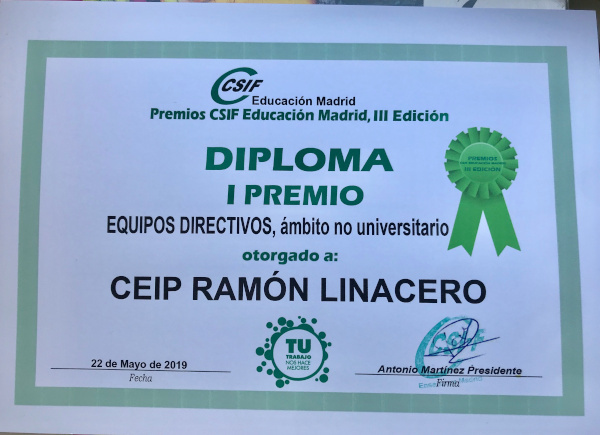 CSIF
Educación Madrid
Premios CSIF Educación Madrid, III Edición
DIPLOMA
I PREMIO
EQUIPOS DIRECTIVOS, ámbito no universitario
otorgado a:
CEIP RAMÓN LINACERO
PREMIOS
III EDICIÓN
TU
TRABAJO
NOS HACE
MEJORES
22 de Mayo de 2019
Fecha
CSIF
Antonio Martínez Presidente
Firma